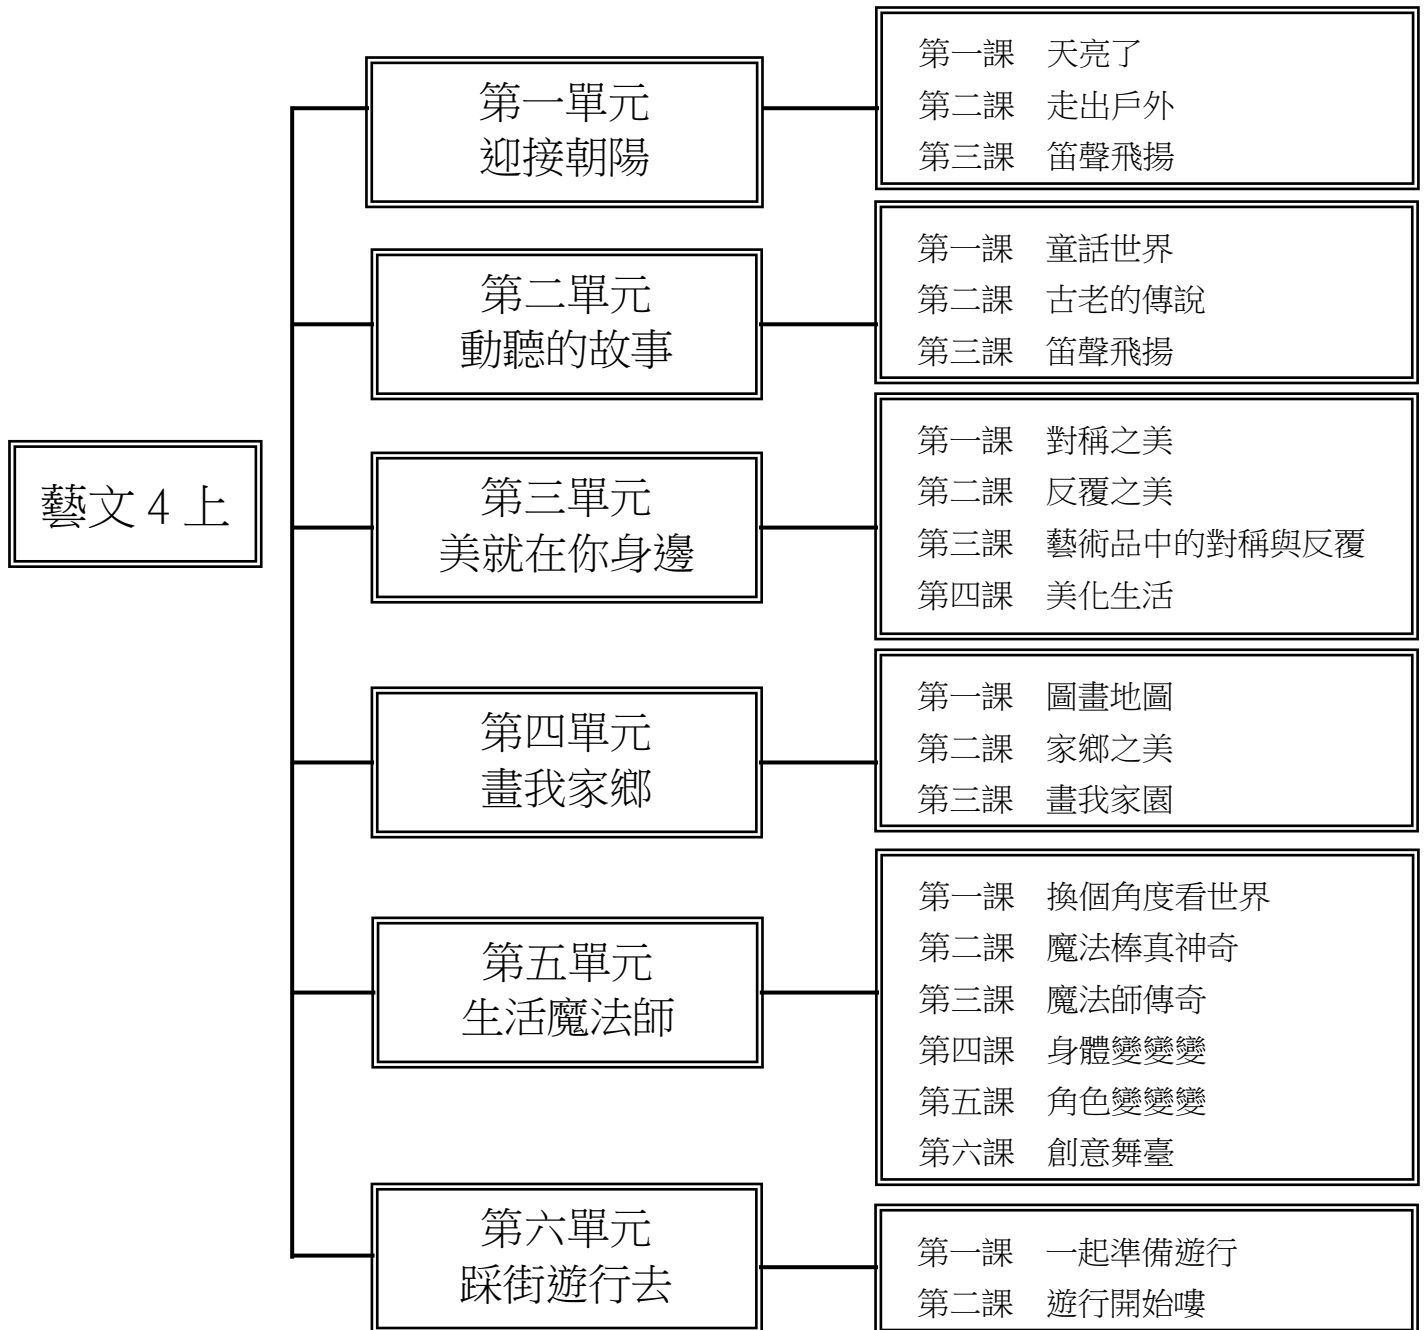 藝文 4 上
第一單元
迎接朝陽
第一課　天亮了
第二課　走出戶外
第三課　笛聲飛揚
第二單元
動聽的故事
第一課　童話世界
第二課　古老的傳說
第三課　笛聲飛揚
第三單元
美就在你身邊
第一課　對稱之美
第二課　反覆之美
第三課　藝術品中的對稱與反覆
第四課　美化生活
第四單元
畫我家鄉
第一課　圖畫地圖
第二課　家鄉之美
第三課　畫我家園
第五單元
生活魔法師
第一課　換個角度看世界
第二課　魔法棒真神奇
第三課　魔法師傳奇
第四課　身體變變變
第五課　角色變變變
第六課　創意舞臺
第六單元
踩街遊行去
第一課　一起準備遊行
第二課　遊行開始嘍